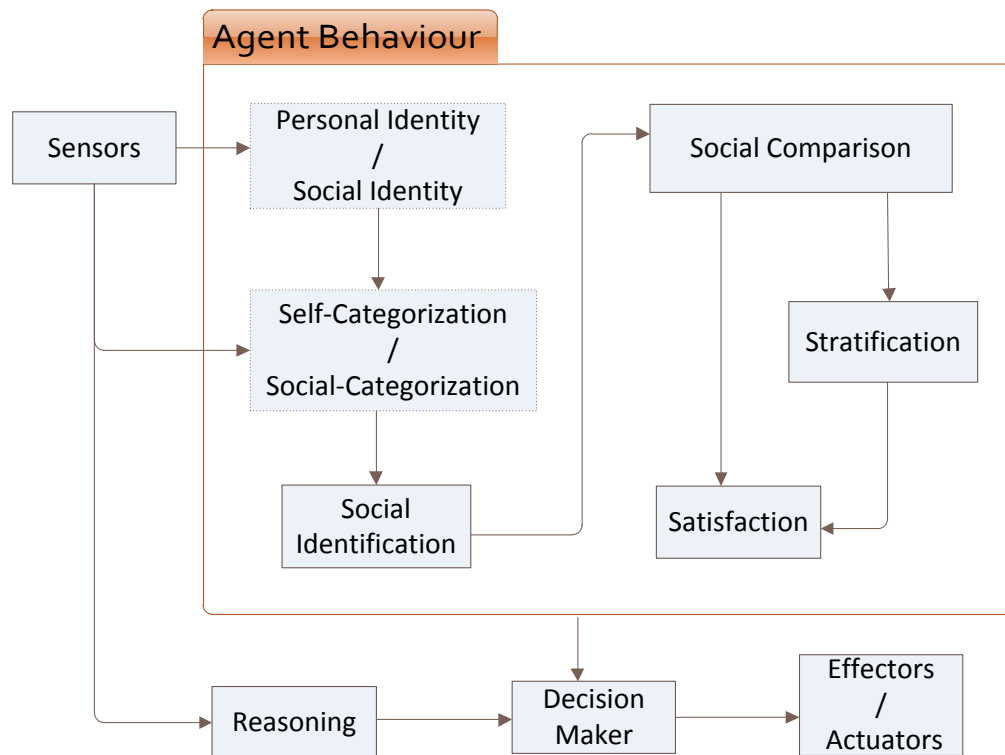 Agent Behaviour
Sensors
Personal Identity
/
Social Identity
Social Comparison
Self-Categorization
/
Social-Categorization
Stratification
Social
Identification
Satisfaction
Reasoning
Decision
Maker
Effectors
/
Actuators